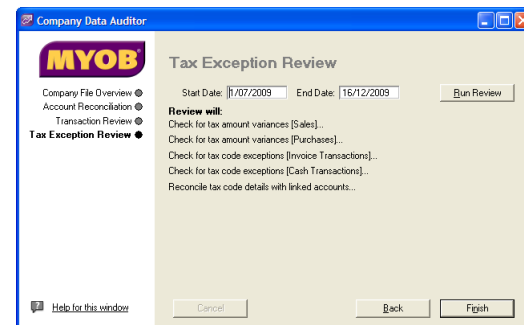 Company Data Auditor
MYOB
Tax Exception Review
Company File Overview
Account Reconciliation
Transaction Review
Tax Exception Review
Start Date: 1/07/2009 End Date: 16/12/2009 Run Review
Review will:
Check for tax amount variances [Sales]...
Check for tax amount variances [Purchases]...
Check for tax code exceptions [Invoice Transactions]...
Check for tax code exceptions [Cash Transactions]...
Reconcile tax code details with linked accounts...
Help for this window
Cancel Back Finish